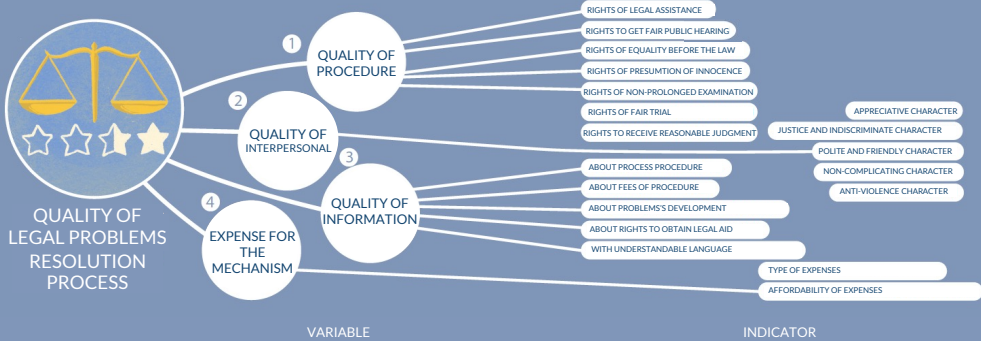 1
QUALITY OF
PROCEDURE
RIGHTS OF LEGAL ASSISTANCE
RIGHTS TO GET FAIR PUBLIC HEARING
RIGHTS OF EQUALITY BEFORE THE LAW
RIGHTS OF PRESUMTION OF INNOCENCE
RIGHTS OF NON-PROLONGED EXAMINATION
RIGHTS OF FAIR TRIAL
RIGHTS TO RECEIVE REASONABLE JUDGMENT
2
QUALITY OF
INTERPERSONAL
APPRECIATIVE CHARACTER
JUSTICE AND INDISCRIMINATE CHARACTER
POLITE AND FRIENDLY CHARACTER
NON-COMPLICATING CHARACTER
ANTI-VIOLENCE CHARACTER
3
QUALITY OF
INFORMATION
ABOUT PROCESS PROCEDURE
ABOUT FEES OF PROCEDURE
ABOUT PROBLEMS'S DEVELOPMENT
ABOUT RIGHTS TO OBTAIN LEGAL AID
WITH UNDERSTANDABLE LANGUAGE
4
EXPENSE FOR
THE
MECHANISM
TYPE OF EXPENSES
AFFORDABILITY OF EXPENSES
QUALITY OF
LEGAL PROBLEMS
RESOLUTION
PROCESS
VARIABLE
INDICATOR